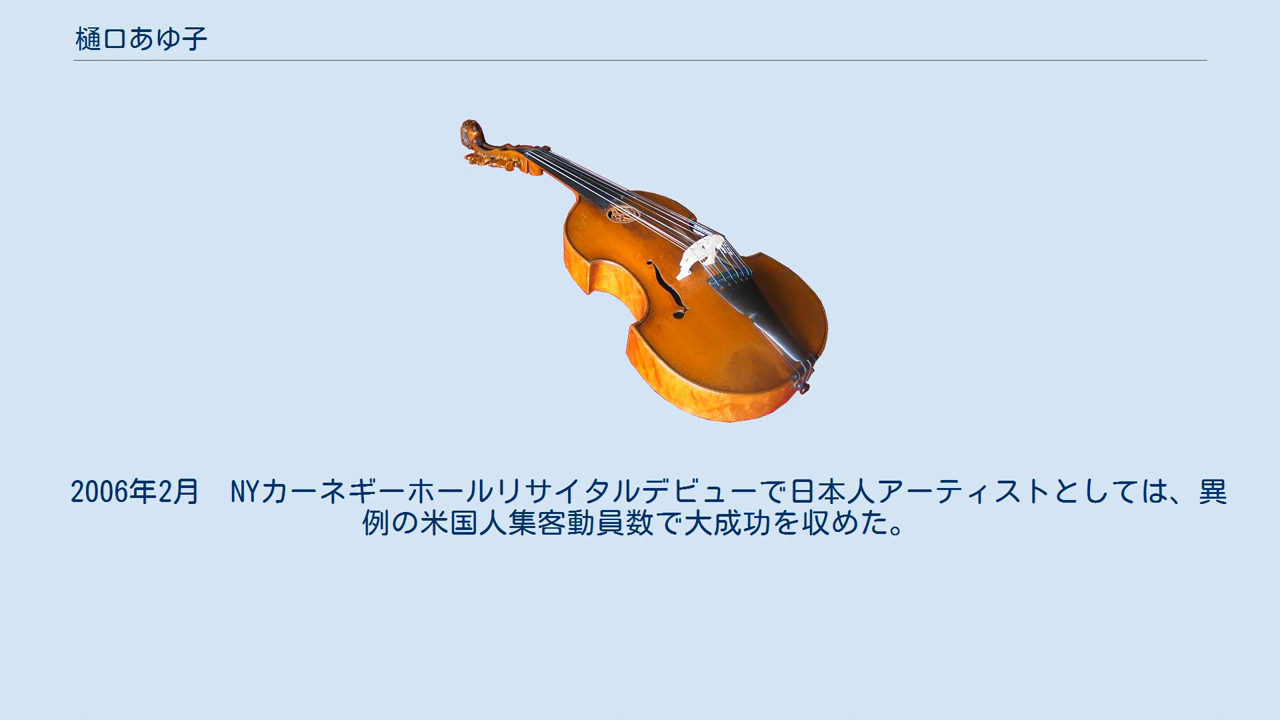 樋口あゆ子
2006年2月　NYカーネギーホールリサイタルデビューで日本人アーティストとしては、異
例の米国人集客動員数で大成功を収めた。